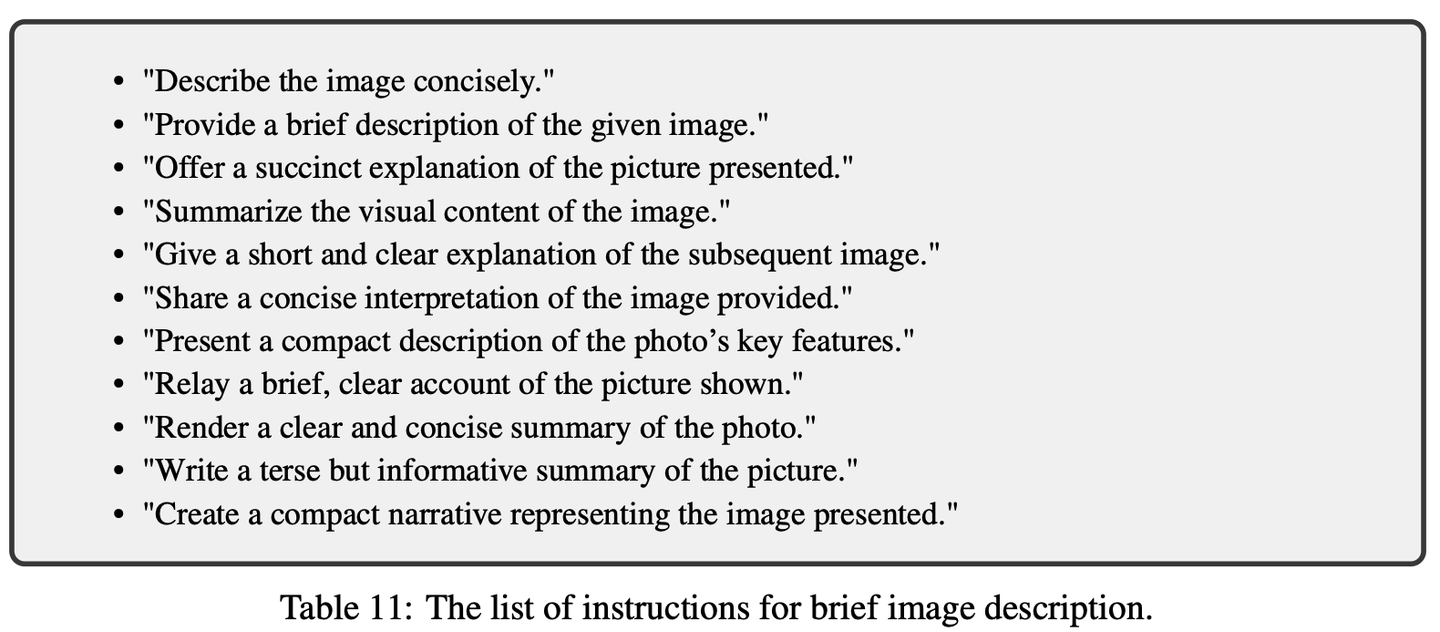 • "Describe the image concisely."
• "Provide a brief description of the given image."
• "Offer a succinct explanation of the picture presented."
• "Summarize the visual content of the image."
• "Give a short and clear explanation of the subsequent image."
• "Share a concise interpretation of the image provided."
• "Present a compact description of the photo’s key features."
• "Relay a brief, clear account of the picture shown."
• "Render a clear and concise summary of the photo."
• "Write a terse but informative summary of the picture."
• "Create a compact narrative representing the image presented."
Table 11: The list of instructions for brief image description.